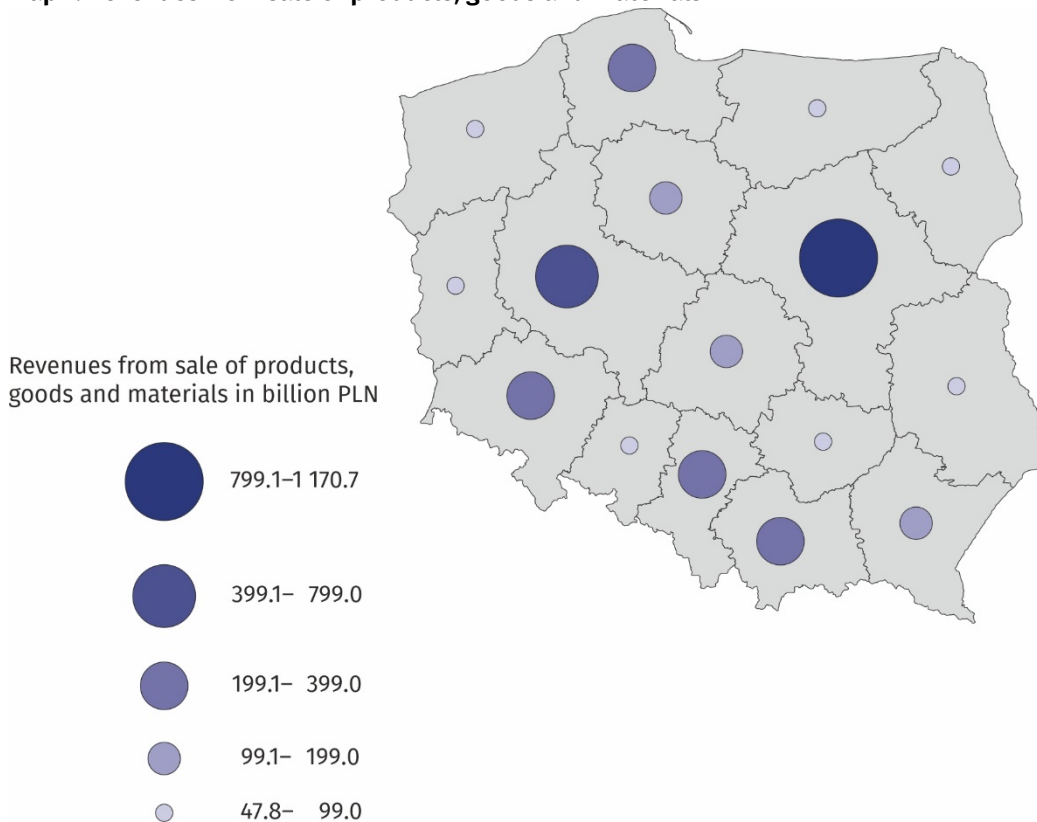 Revenues from sale of products,
goods and materials in billion PLN
799.1–1 170.7
399.1– 799.0
199.1– 399.0
99.1– 199.0
47.8– 99.0